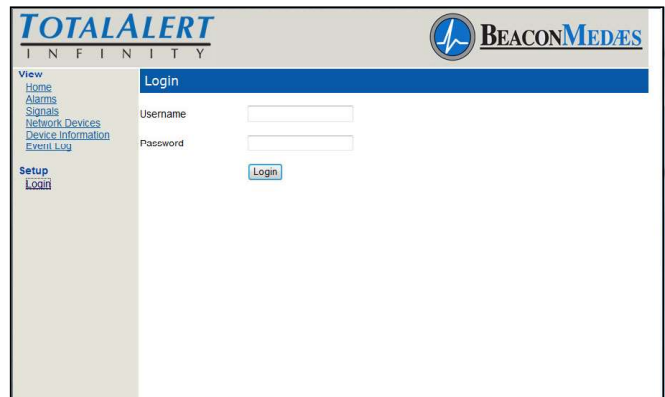 TOTALALERT
INFINITY
BEACONMEDÆS
View
Home
Alarms
Signals
Network Devices
Device Information
Event Log
Setup
Login
Login
Username
Password
Login